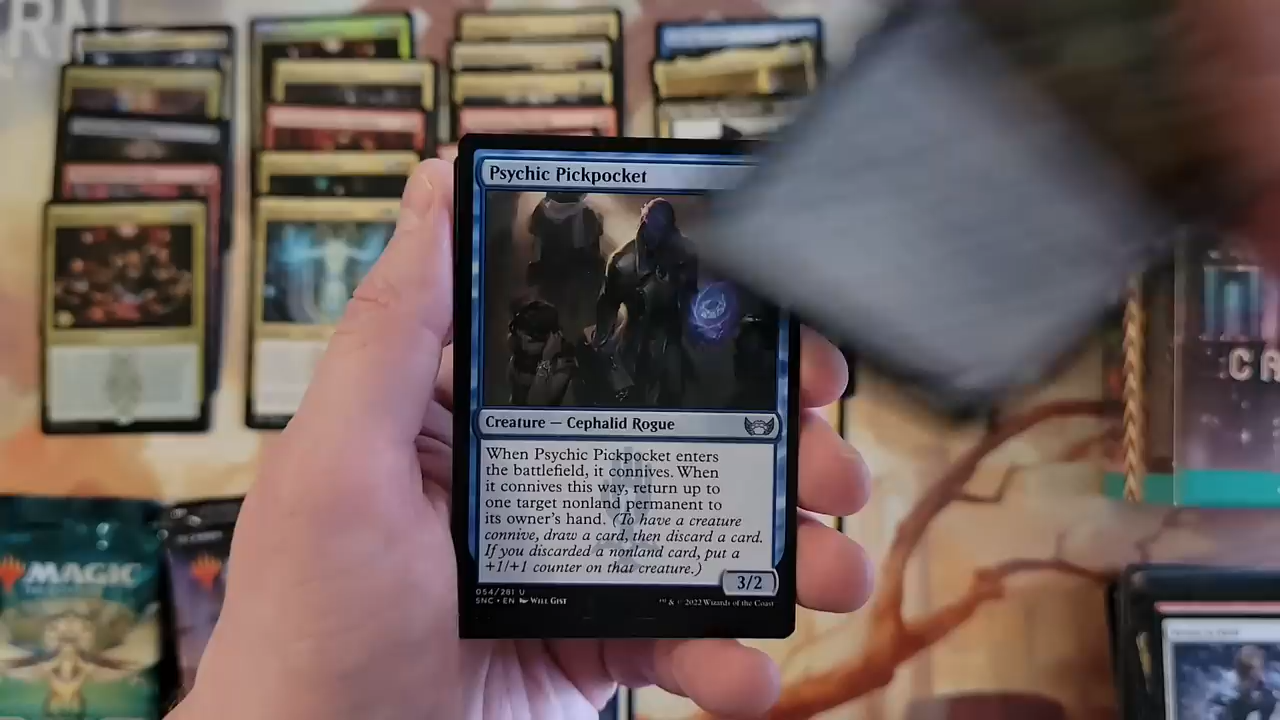 Psychic Pickpocket
Creature — Cephalid Rogue
When Psychic Pickpocket enters
the battlefield, it connives. When
it connives this way, return up to
one target nonland permanent to
its owner's hand. (To have a creature
connive, draw a card, then discard a card.
If you discarded a nonland card, put a
+1/+1 counter on that creature.)
3/2
054/281 U
SNC • EN Will Gist
™ & © 2022 Wizards of the Coast
MAGIC
CA